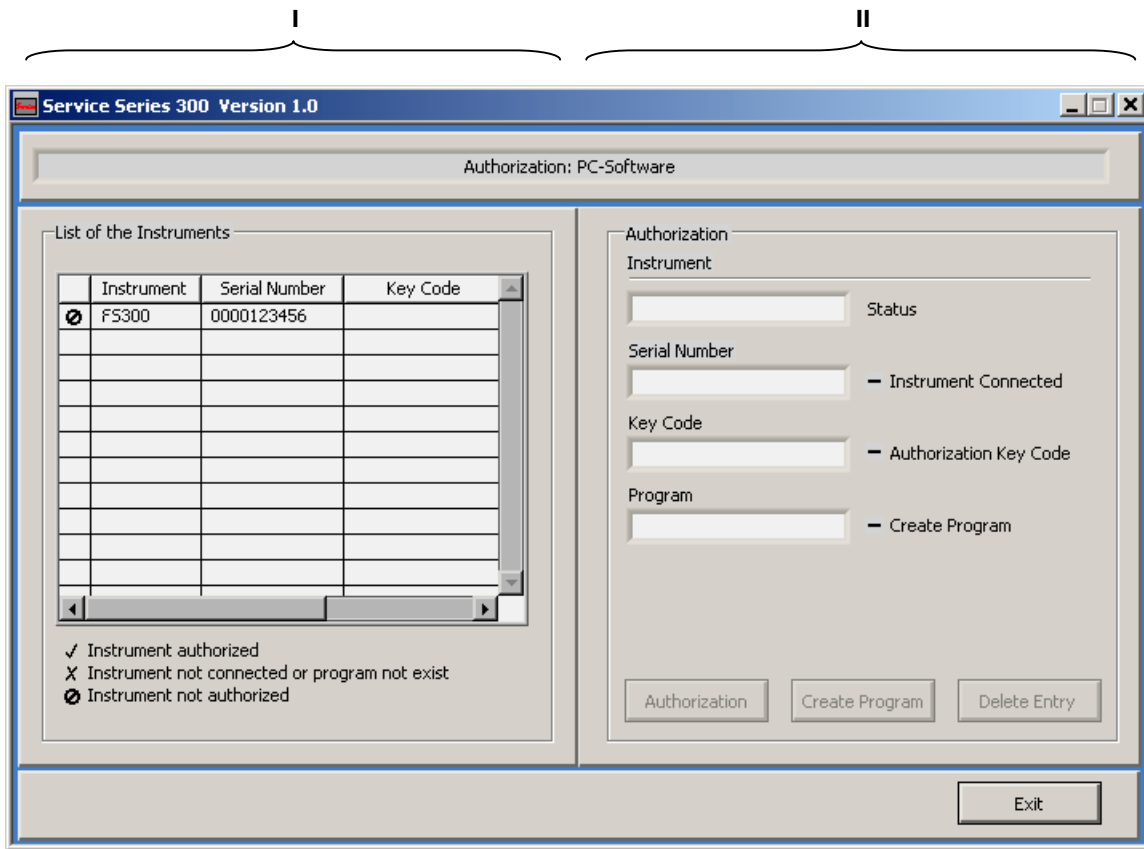 I II
Service Series 300 Version 1.0
Authorization: PC-Software
List of the Instruments
Instrument Serial Number Key Code
FS300 0000123456
✓ Instrument authorized
X Instrument not connected or program not exist
Instrument not authorized
Authorization
Instrument
Status
Serial Number
Instrument Connected
Key Code
Authorization Key Code
Program
Create Program
Authorization Create Program Delete Entry
Exit